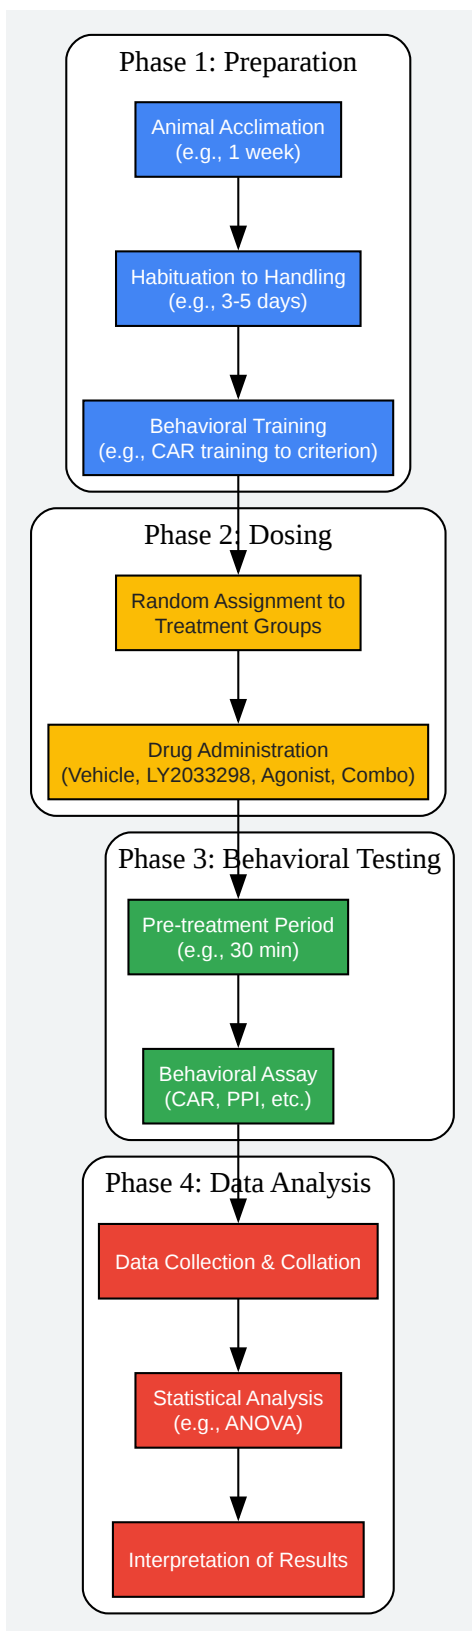 Phase 1: Preparation
Animal Acclimation
(e.g., 1 week)
Habituation to Handling
(e.g., 3-5 days)
Behavioral Training
(e.g., CAR training to criterion)
Phase 2: Dosing
Random Assignment to
Treatment Groups
Drug Administration
(Vehicle, LY2033298, Agonist, Combo)
Phase 3: Behavioral Testing
Pre-treatment Period
(e.g., 30 min)
Behavioral Assay
(CAR, PPI, etc.)
Phase 4: Data Analysis
Data Collection & Collation
Statistical Analysis
(e.g., ANOVA)
Interpretation of Results